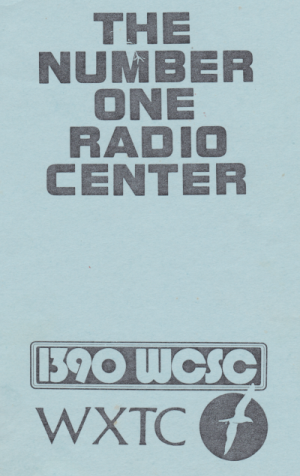 THE
NUMBER
ONE
RADIO
CENTER
1390 WCSC
WXTC